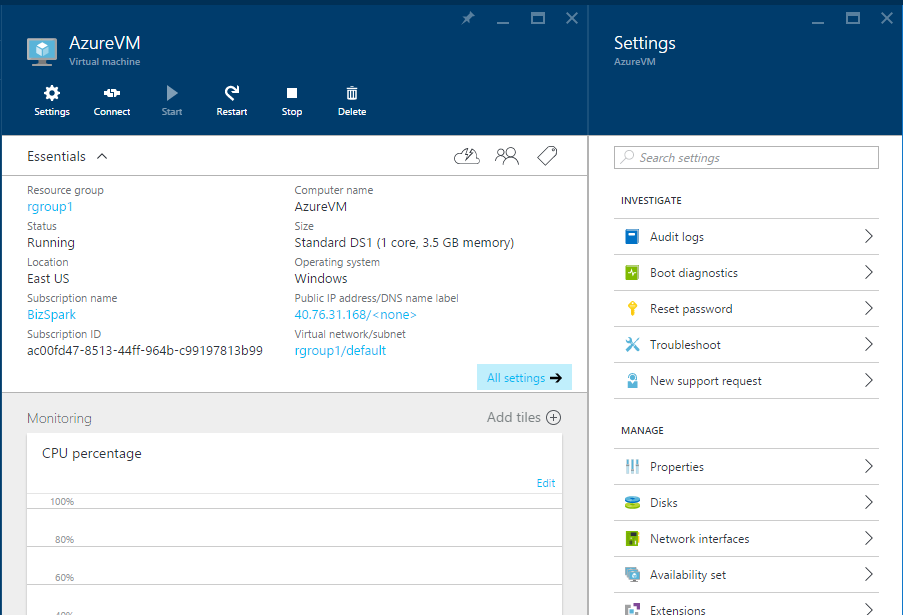 AzureVM
Virtual machine
Settings
Connect
Start
Restart
Stop
Delete
Essentials
Resource group
rgroup1
Status
Running
Location
East US
Subscription name
BizSpark
Subscription ID
ac00fd47-8513-44ff-964b-c99197813b99
Computer name
AzureVM
Size
Standard DS1 (1 core, 3.5 GB memory)
Operating system
Windows
Public IP address/DNS name label
40.76.31.168/<none>
Virtual network/subnet
rgroup1/default
All settings
Monitoring
Add tiles
CPU percentage
Edit
100%
80%
60%
40%
Settings
AzureVM
Search settings
INVESTIGATE
Audit logs
Boot diagnostics
Reset password
Troubleshoot
New support request
MANAGE
Properties
Disks
Network interfaces
Availability set
Extensions